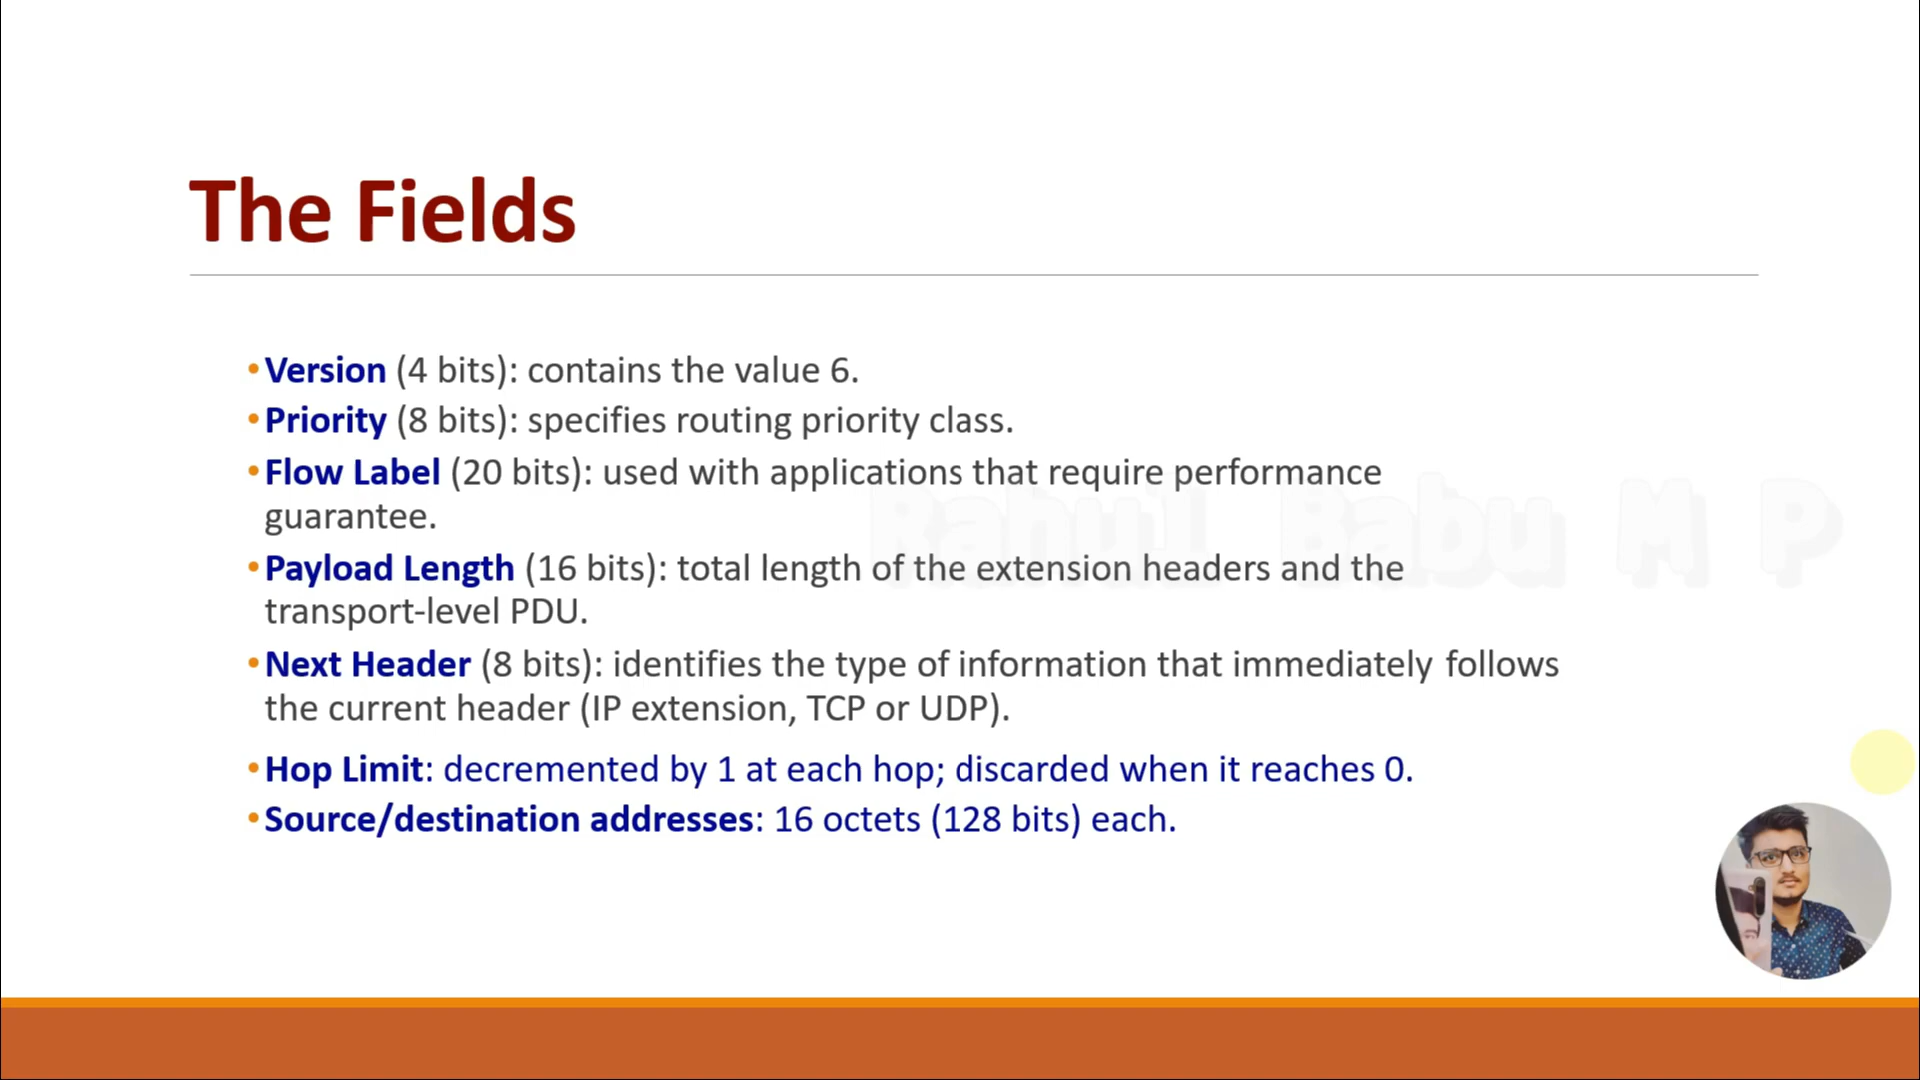 The Fields
•Version (4 bits): contains the value 6.
•Priority (8 bits): specifies routing priority class.
•Flow Label (20 bits): used with applications that require performance
guarantee.
Rahul Babu M P
•Payload Length (16 bits): total length of the extension headers and the
transport-level PDU.
•Next Header (8 bits): identifies the type of information that immediately follows
the current header (IP extension, TCP or UDP).
•Hop Limit: decremented by 1 at each hop; discarded when it reaches 0.
•Source/destination addresses: 16 octets (128 bits) each.